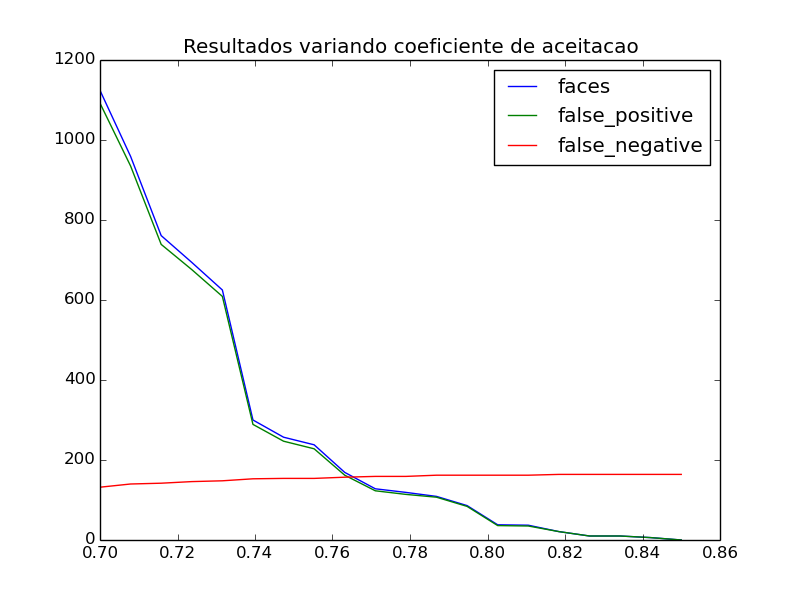 Resultados variando coeficiente de aceitacao
faces
false_positive
false_negative
1200
1000
800
600
400
200
0
0.70 0.72 0.74 0.76 0.78 0.80 0.82 0.84 0.86